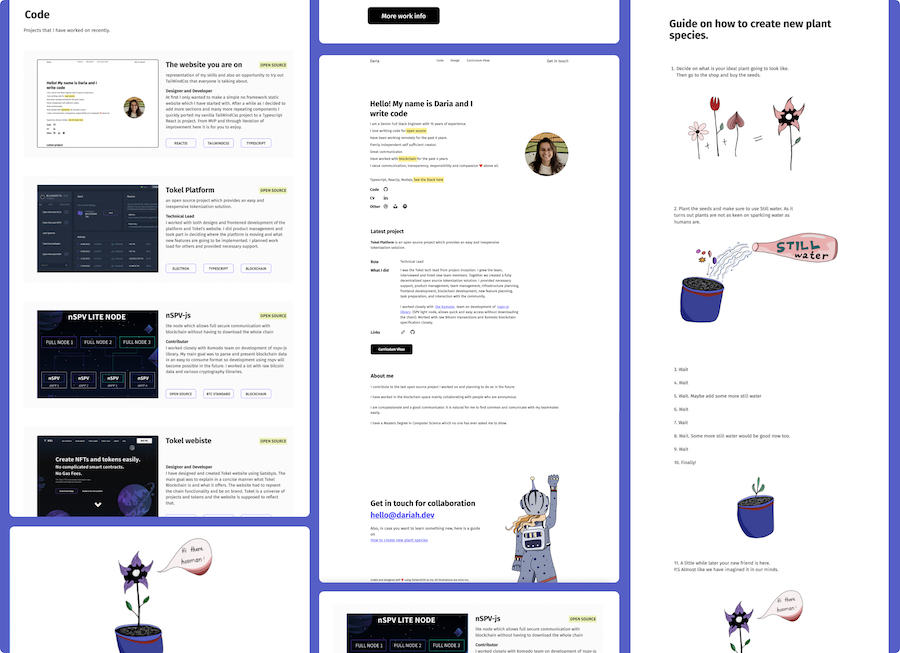 Code
Projects that I have worked on recently.
Hello! My name is Daria and I
write code
The website you are on
OPEN SOURCE
representation of my skills and also an opportunity to try out
TailWindCss that everyone is talking about.
Designer and Developer
At first I only wanted to make a simple no framework static
website which I have started with. After a while as I decided to
add more sections and many more repeating components I
quickly ported my vanilla TailWindCss project to a Typescript
React.js project. From MVP and through iteration of
improvement here it is for you to enjoy.
REACTJS
TAILWINDCSS
TYPESCRIPT
Tokel Platform
OPEN SOURCE
an open source project which provides an easy and
inexpensive tokenization solution.
Technical Lead
I worked with both designs and frontend development of the
platform and Tokel's website. I did product management and
took part in deciding where the platform is moving and what
new features are going to be implemented. I planned work
load for others and provided necessary support.
ELECTRON
TYPESCRIPT
BLOCKCHAIN
nSPV LITE NODE
FULL NODE 1
FULL NODE 2
FULL NODE 3
nSPV
nSPV
nSPV
nSPV
nSPV-js
OPEN SOURCE
lite node which allows full secure communication with
blockchain without having to download the whole chain
Contributor
I worked closely with Komodo team on development of nspv-js
library. My main goal was to parse and present blockchain data
in an easy to consume format so development using nspv will
become possible in the future. I worked a lot with raw bitcoin
data and various cryptography libraries.
OPEN SOURCE
BTC STANDARD
BLOCKCHAIN
Create NFTs and tokens easily.
No complicated smart contracts.
No Gas Fees.
Tokel webiste
OPEN SOURCE
Designer and Developer
I have designed and created Tokel website using Gatsbyjs. The
main goal was to explain in a concise manner what Tokel
Blockchain is and what it offers. The website had to repsent
the chain functionality and be on brand. Tokel is a universe of
projects and tokens and the website is supposed to reflect
that.
Hi there
hooman!
More work info
Daria
Code
Design
Curriculum Vitae
Get in touch
Hello! My name is Daria and I
write code
I am a Senior Full Stack Engineer with 15 years of experience.
I love writing code for open source
Have been working remotely for the past 6 years.
Fiercly independent self sufficient creator.
Great communicator.
Have worked with blockchain for the past 4 years.
I value communication, transparency, responsibility and compassion ❤ above all.
Typescript, Reactjs, Nodejs, See the Stack here
Code
CV
Other
Latest project
Tokel Platform is an open source project which provides an easy and inexpensive
tokenization solution.
Role
Technical Lead
What I did
I was the Tokel tech lead from project inception. I grew the team,
interviewed and hired new team members. Together we created a fully
decentralised open source tokenization solution. I provided necessary
support, product management, team management, infrastructure planning,
frontend development, blockchain development, new feature planning,
task preparation, and interaction with the community.
I worked closely with the Komodo team on development of nspv-js
library. (SPV light node, allows quick and easy access without downloading
the chain). Worked with raw Bitcoin transactions and Komodo blockchain
specification closely.
Links
Curriculum Vitae
About me
I contribute to the last open source project I worked on and planning to do so in the future
I have worked in the blockchain space mainly collaborating with people who are anonymous
I am compassionate and a good communicator. It is natural for me to find common and comunicate with my teammates
easily.
I have a Masters Degree in Computer Science which no one has ever asked me to show.
Get in touch for collaboration
hello@dariah.dev
Also, in case you want to learn something new, here is a guide
on
How to create new plant species
nSPV LITE NODE
FULL NODE 1
FULL NODE 2
FULL NODE 3
nSPV-js
OPEN SOURCE
lite node which allows full secure communication with
blockchain without having to download the whole chain
Contributor
I worked closely with Komodo team on development of nspv-js
Guide on how to create new plant
species.
1. Decide on what is your ideal plant going to look like.
Then go to the shop and buy the seeds.
+
+
=
2. Plant the seeds and make sure to use Still water. As it
turns out plants are not as keen on sparkling water as
humans are.
STILL
water
3. Wait
4. Wait
5. Wait. Maybe add some more still water
6. Wait
7. Wait
8. Wait. Some more still water would be good now too.
9. Wait
10. Finally!
11. A little while later your new friend is here.
It's Almost like we have imagined it in our minds.
Hi there
hooman!